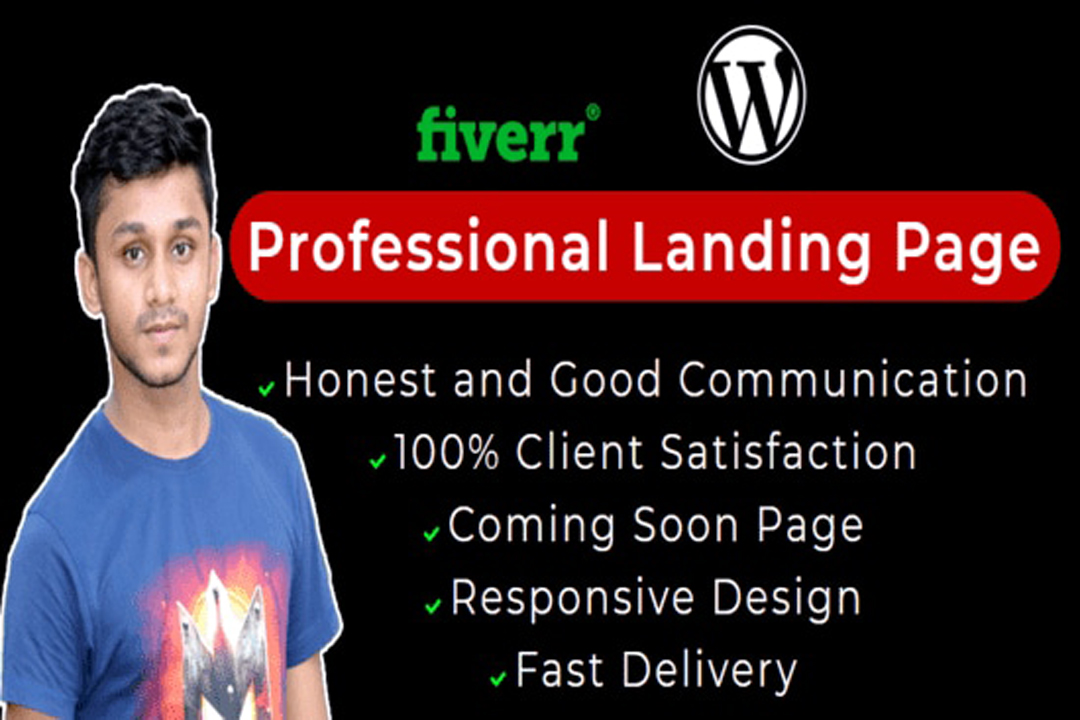 fiverr®
W
Professional Landing Page
Honest and Good Communication
100% Client Satisfaction
Coming Soon Page
Responsive Design
Fast Delivery